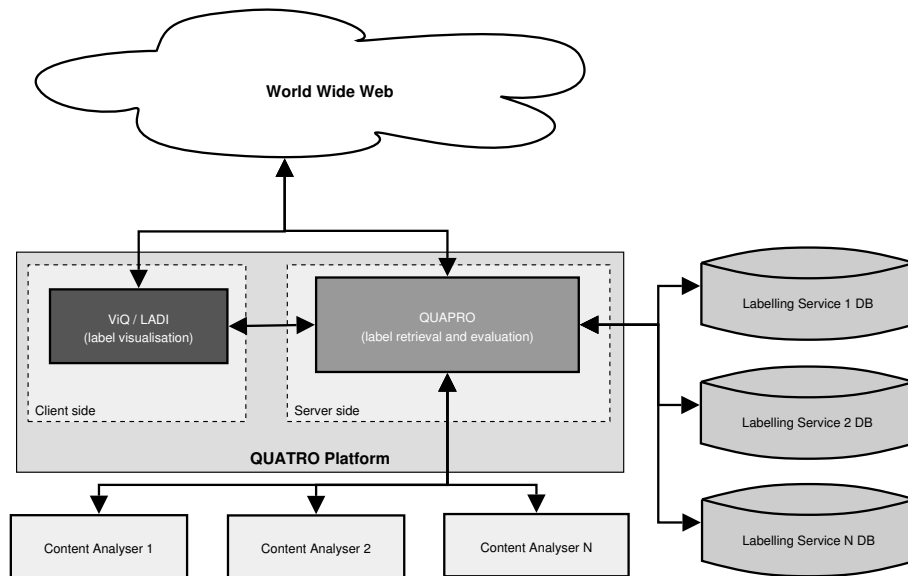 World Wide Web
ViQ / LADI
(label visualisation)
QUAPRO
(label retrieval and evaluation)
Client side
Server side
QUATRO Platform
Labelling Service 1 DB
Labelling Service 2 DB
Labelling Service N DB
Content Analyser 1
Content Analyser 2
Content Analyser N